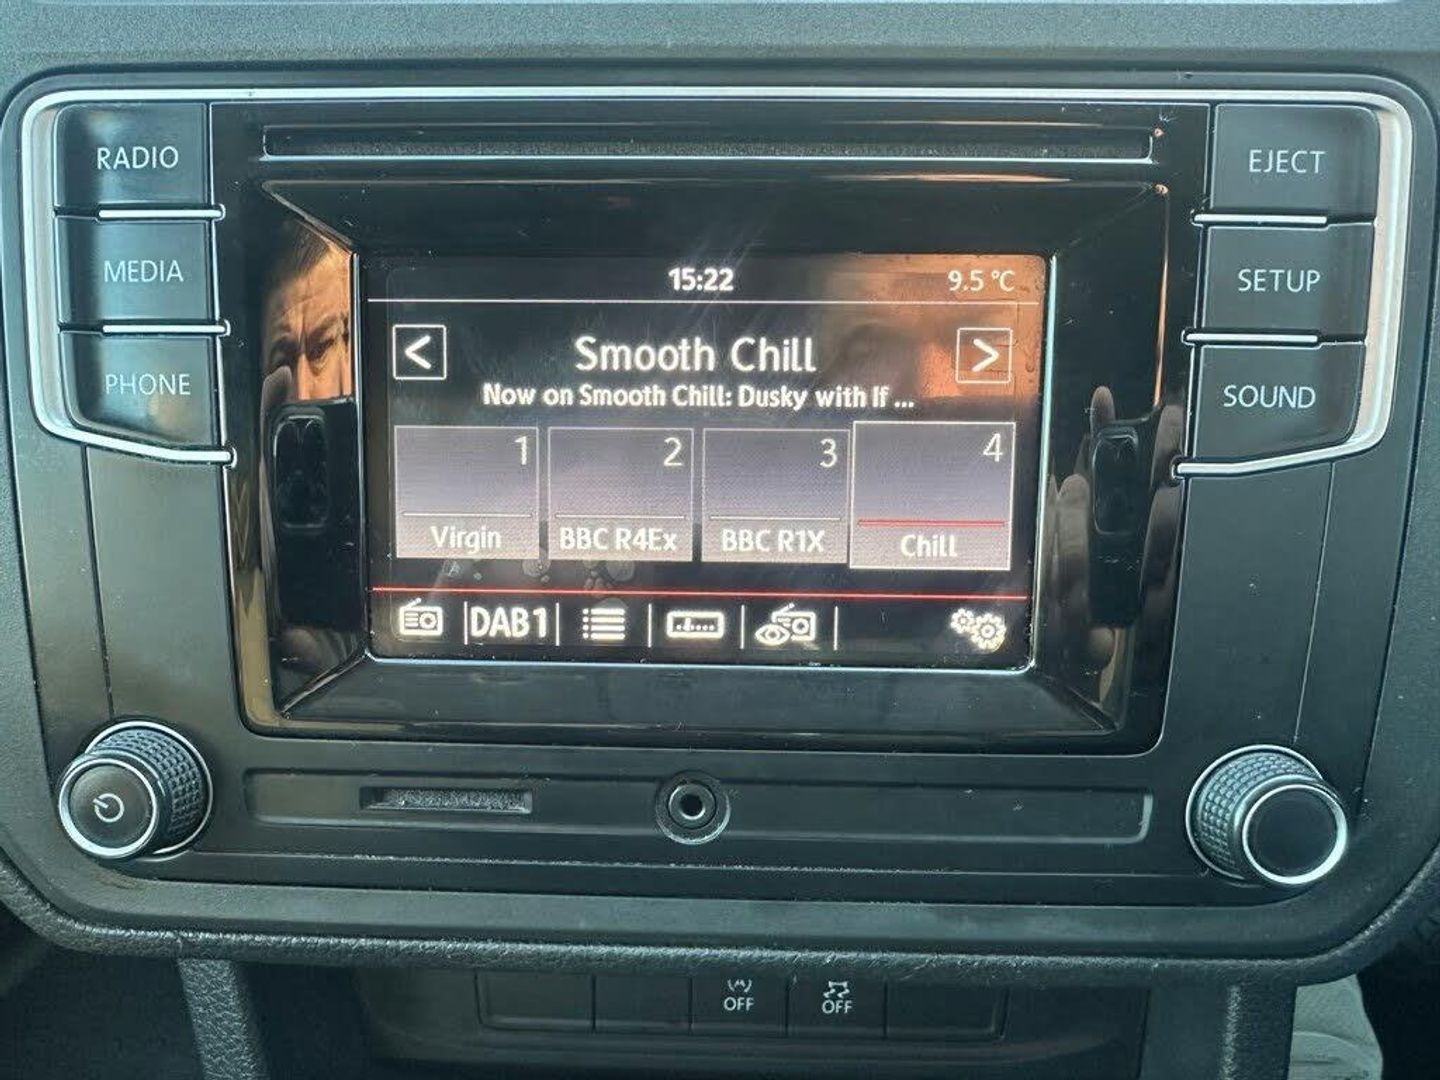 RADIO
MEDIA
PHONE
EJECT
SETUP
SOUND
15:22
9.5 °C
<
Smooth Chill
>
Now on Smooth Chill: Dusky with If ...
1 2 3 4
Virgin BBC R4Ex BBC R1X Chill
DAB1
(A) OFF
OFF